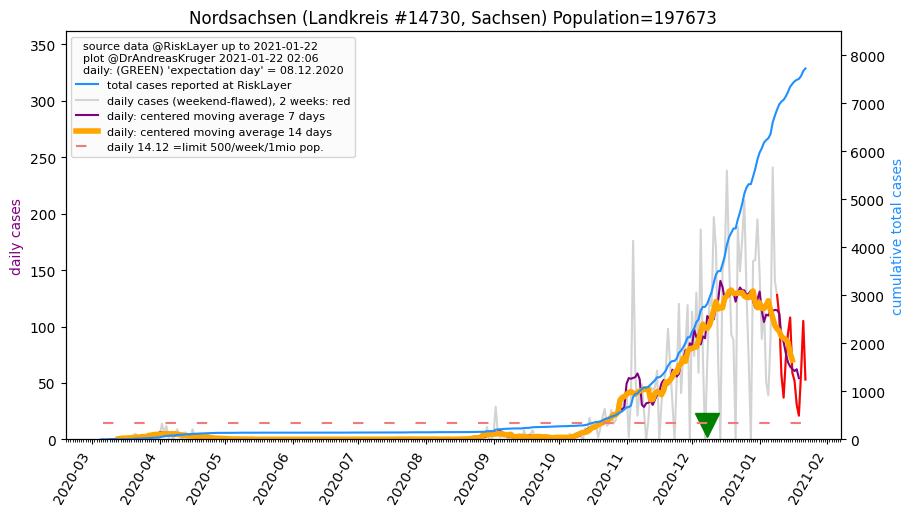 Nordsachsen (Landkreis #14730, Sachsen) Population=197673
source data @RiskLayer up to 2021-01-22
plot @DrAndreasKruger 2021-01-22 02:06
daily: (GREEN) 'expectation day' = 08.12.2020
total cases reported at RiskLayer
daily cases (weekend-flawed), 2 weeks: red
daily: centered moving average 7 days
daily: centered moving average 14 days
daily 14.12 =limit 500/week/1mio pop.
daily cases
350
300
250
200
150
100
50
0
cumulative total cases
8000
7000
6000
5000
4000
3000
2000
1000
0
2020-03
2020-04
2020-05
2020-06
2020-07
2020-08
2020-09
2020-10
2020-11
2020-12
2021-01
2021-02